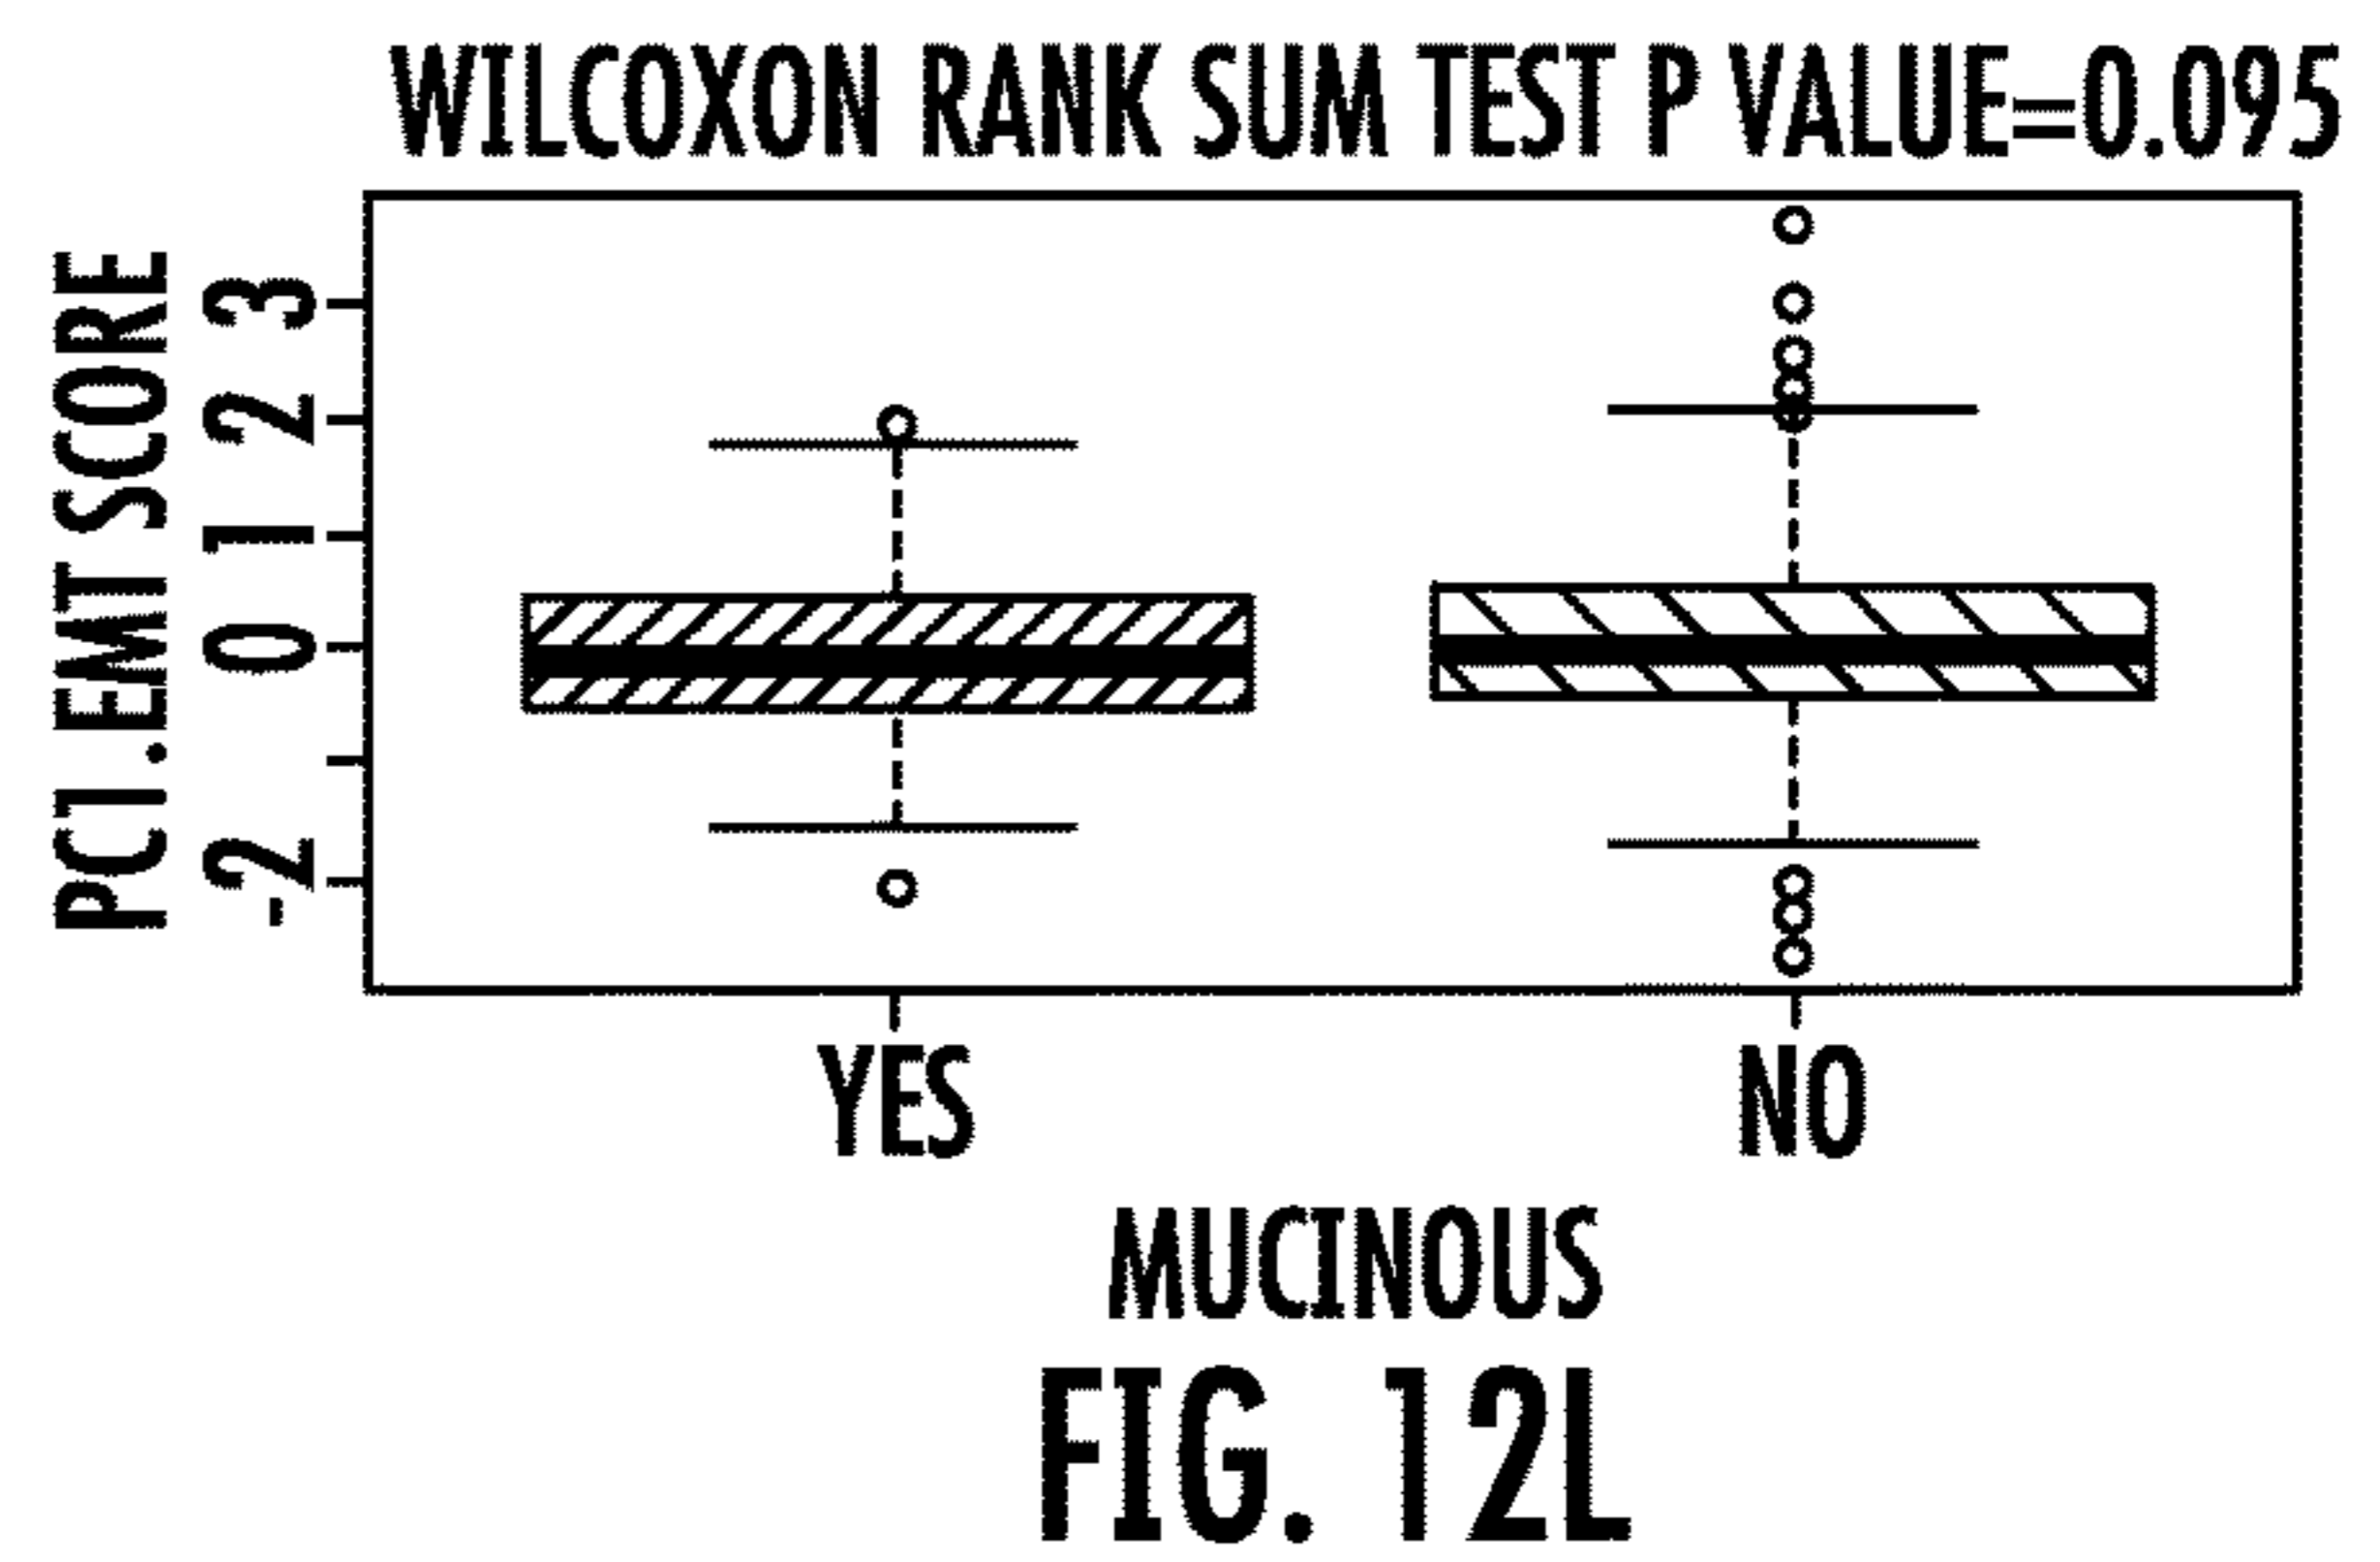 WILCOXON RANK SUM TEST P VALUE=0.095
PC1.EMT SCORE
3
2
1
0
-2
YES NO
MUCINOUS
FIG. 12L